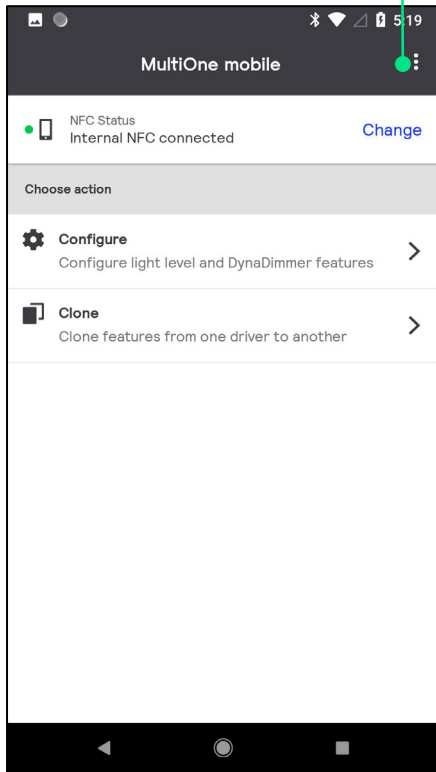 5:19
MultiOne mobile
NFC Status
Internal NFC connected
Change
Choose action
Configure
Configure light level and DynaDimmer features
Clone
Clone features from one driver to another